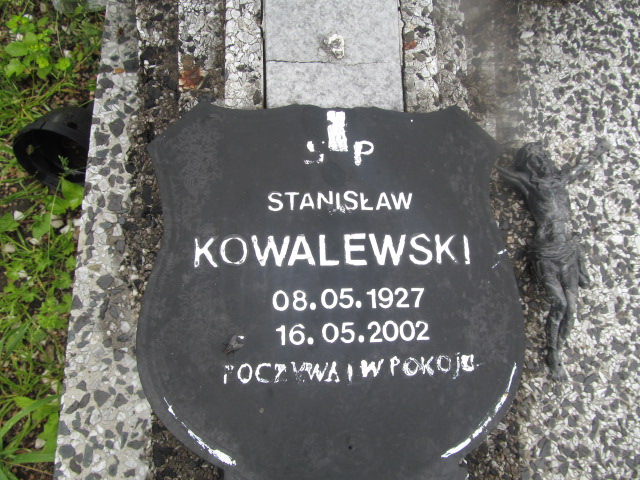 Ś P
STANISŁAW
KOWALEWSKI
08.05.1927
16.05.2002
POCZYWAJ W POKOJU